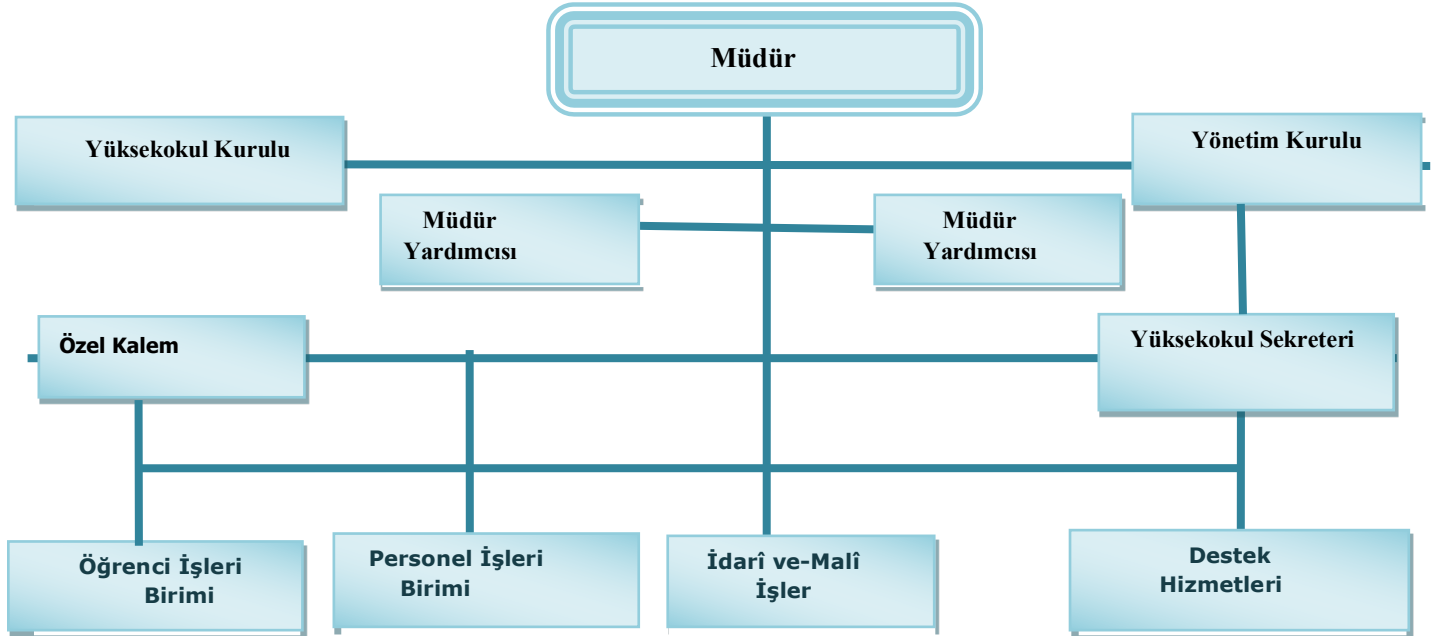 Müdür
Yüksekokul Kurulu
Yönetim Kurulu
Müdür
Yardımcısı
Müdür
Yardımcısı
Özel Kalem
Yüksekokul Sekreteri
Öğrenci İşleri
Birimi
Personel İşleri
Birimi
İdarî ve-Malî
İşler
Destek
Hizmetleri